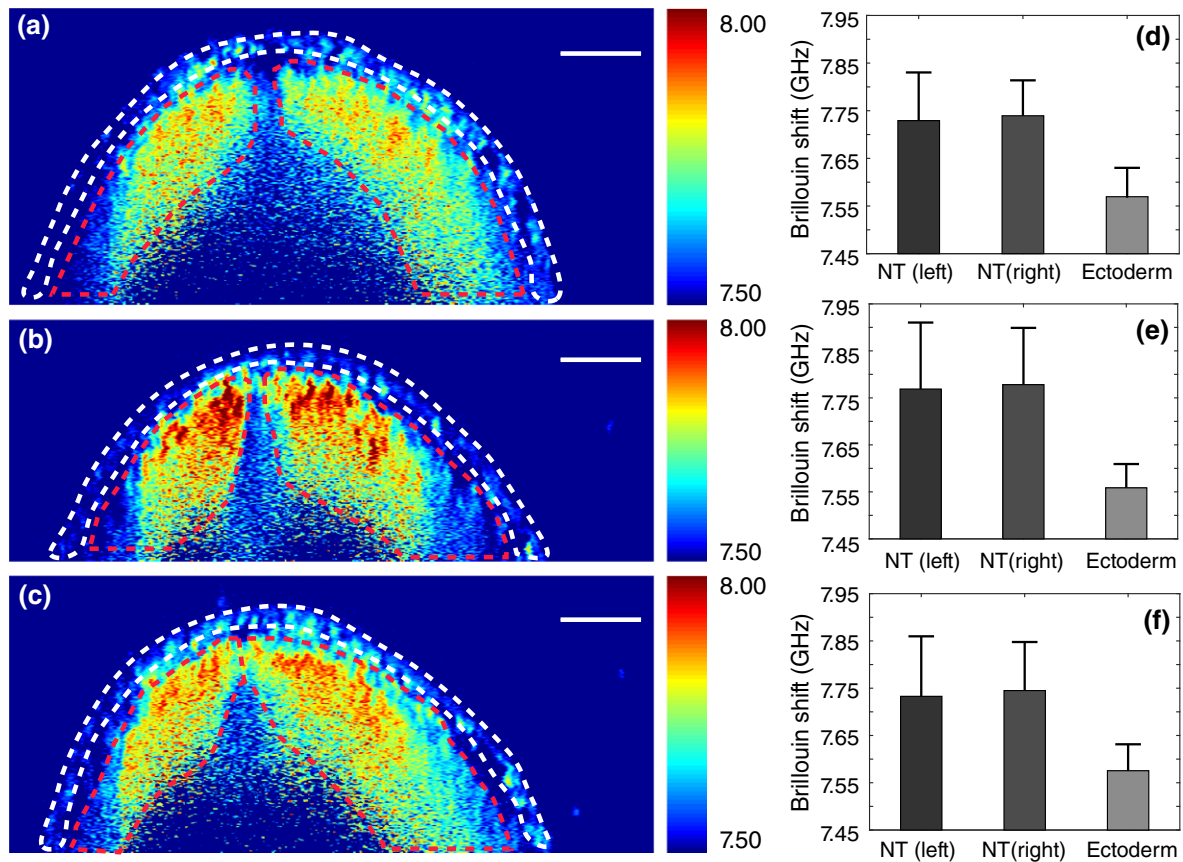 (a)
8.00
7.50
(b)
8.00
7.50
(c)
8.00
7.50
(d)
Brillouin shift (GHz)
7.95
7.85
7.75
7.65
7.55
7.45
NT (left) NT(right) Ectoderm
(e)
Brillouin shift (GHz)
7.95
7.85
7.75
7.65
7.55
7.45
NT (left) NT(right) Ectoderm
(f)
Brillouin shift (GHz)
7.95
7.85
7.75
7.65
7.55
7.45
NT (left) NT(right) Ectoderm